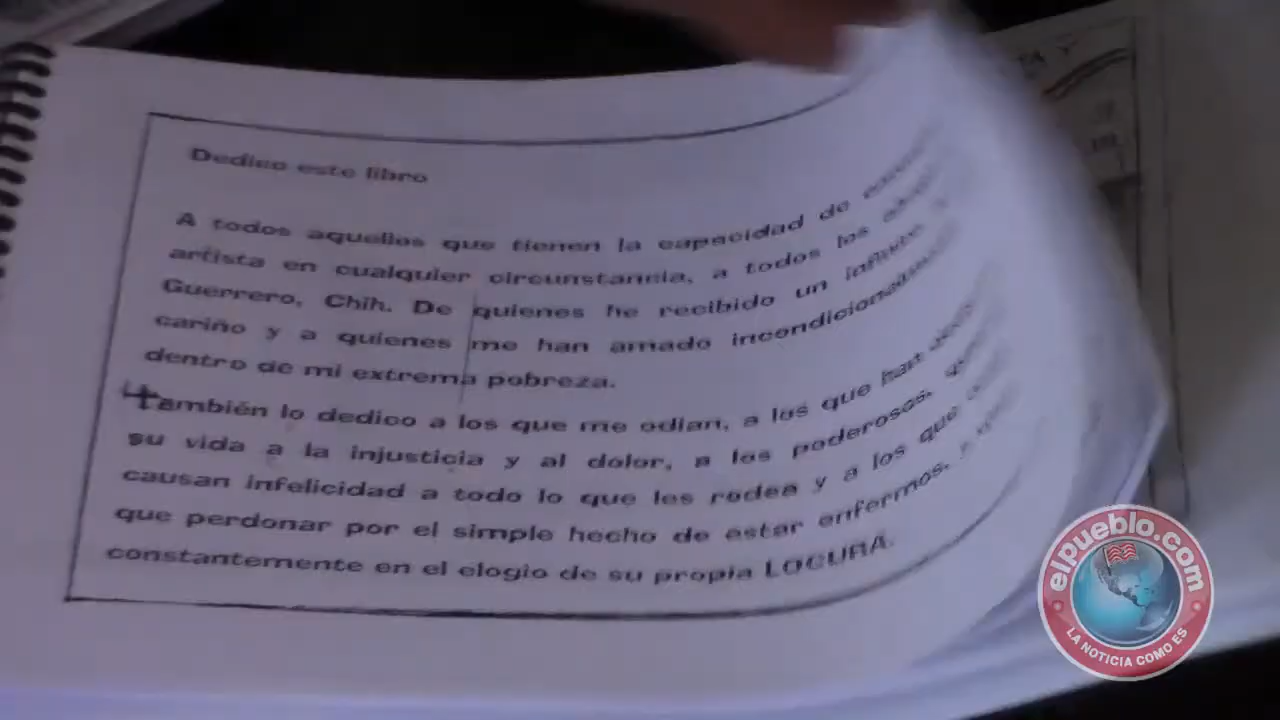 Dedico este libro
A todos aquellos que tienen la capacidad de
artista en cualquier circunstancia, a todos los
Guerrero, Chih. De quienes he recibido un infinito
cariño y a quienes me han amado incondicionalmente
dentro de mi extrema pobreza.
También lo dedico a los que me odian, a los que han
su vida a la injusticia y al dolor, a los poderosos,
causan infelicidad a todo lo que les rodea y a los que
que perdonar por el simple hecho de estar enfermos, y
constantemente en el elogio de su propia LOCURA.
elpueblo.com
LA NOTICIA COMO ES